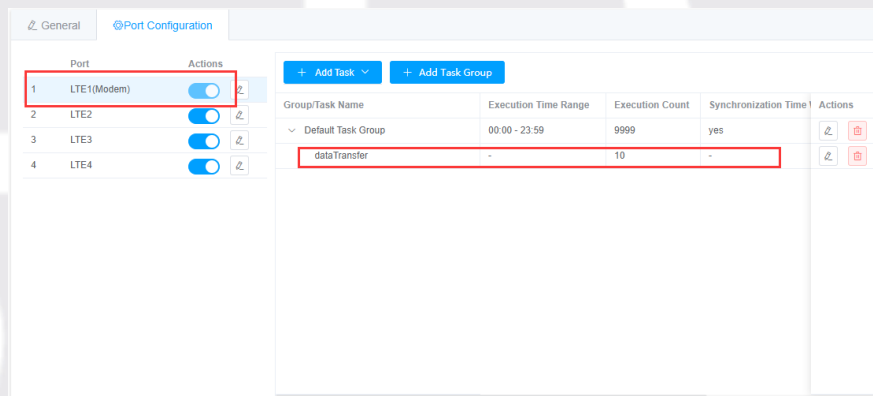 General
Port Configuration
Port Actions
1 LTE1(Modem)
2 LTE2
3 LTE3
4 LTE4
+ Add Task
+ Add Task Group
Group/Task Name Execution Time Range Execution Count Synchronization Time Actions
Default Task Group 00:00 - 23:59 9999 yes
dataTransfer - 10 -